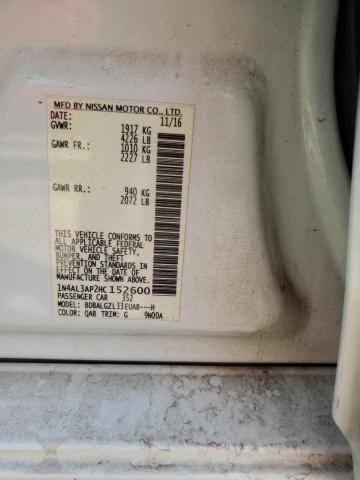 MFD BY NISSAN MOTOR CO., LTD.
DATE: 11/16
GVWR: 1917 KG
4226 LB
GAWR FR.: 1010 KG
2227 LB
GAWR RR.: 940 KG
2072 LB
THIS VEHICLE CONFORMS TO
ALL APPLICABLE FEDERAL
MOTOR VEHICLE SAFETY,
BUMPER, AND THEFT
PREVENTION STANDARDS
IN EFFECT ON THE DATE OF
MANUFACTURE SHOWN ABOVE.
1N4AL3AP2HC152600
PASSENGER CAR 352
MODEL: BDBALGZL33EUAB---H
COLOR: QAB TRIM: G 9N00A